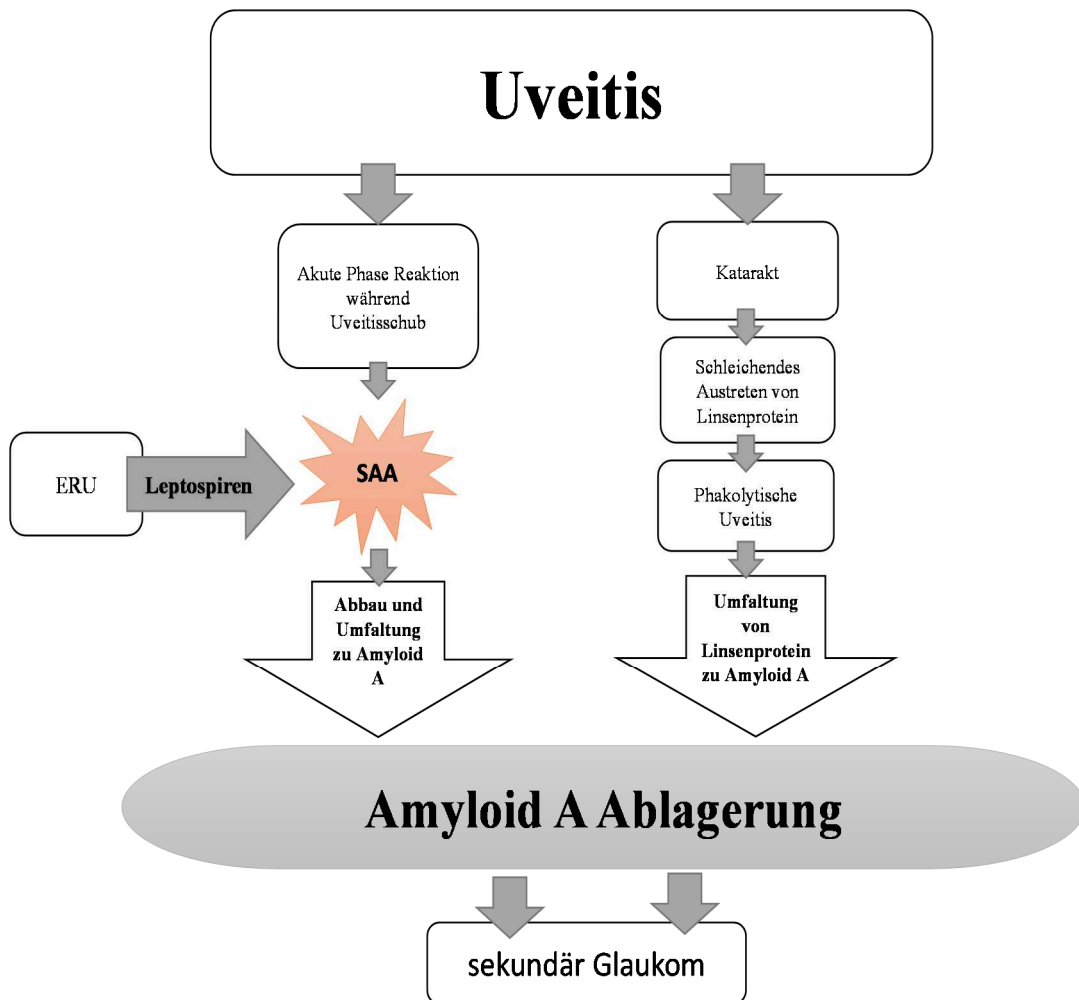 Uveitis
Akute Phase Reaktion
während
Uveitisschub
Katarakt
Schleichendes
Austreten von
Linsenprotein
ERU
Leptospiren
SAA
Phakolytische
Uveitis
Abbau und
Umfaltung
zu Amyloid
A
Umfaltung
von
Linsenprotein
zu Amyloid A
Amyloid A Ablagerung
sekundär Glaukom